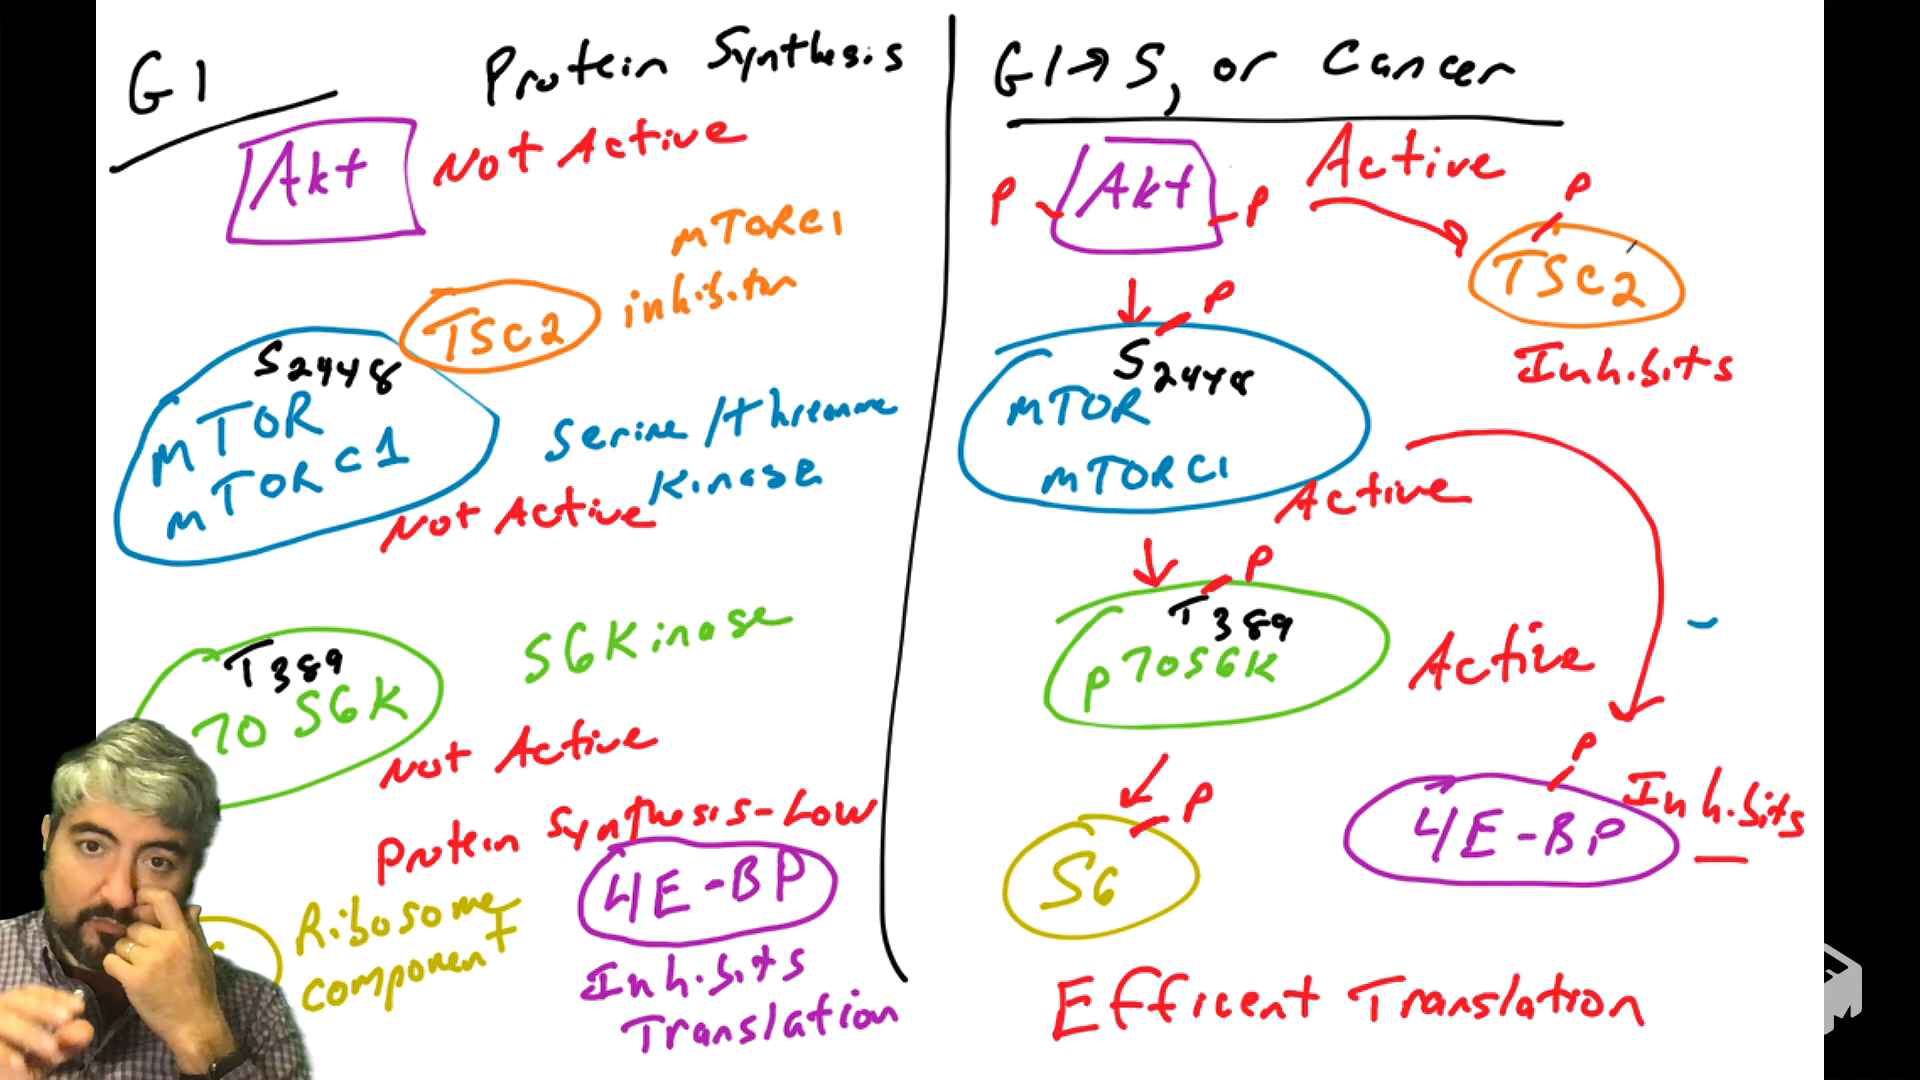 G1
Protein Synthesis
Akt
Not Active
mTORC1
inhibitor
TSC2
S2448
mTOR
mTORC1
Serine/threonine
Kinase
Not Active
T389
70 S6K
S6Kinase
Not Active
Protein Synthesis-Low
4E-BP
Ribosome
component
Inhibits
Translation
G1→S, or Cancer
Active
P
Akt
P
P
TSC2
Inhibits
P
S2448
mTOR
mTORC1
Active
P
T389
p70S6K
Active
P
S6
P
4E-BP
Inhibits
Efficent Translation